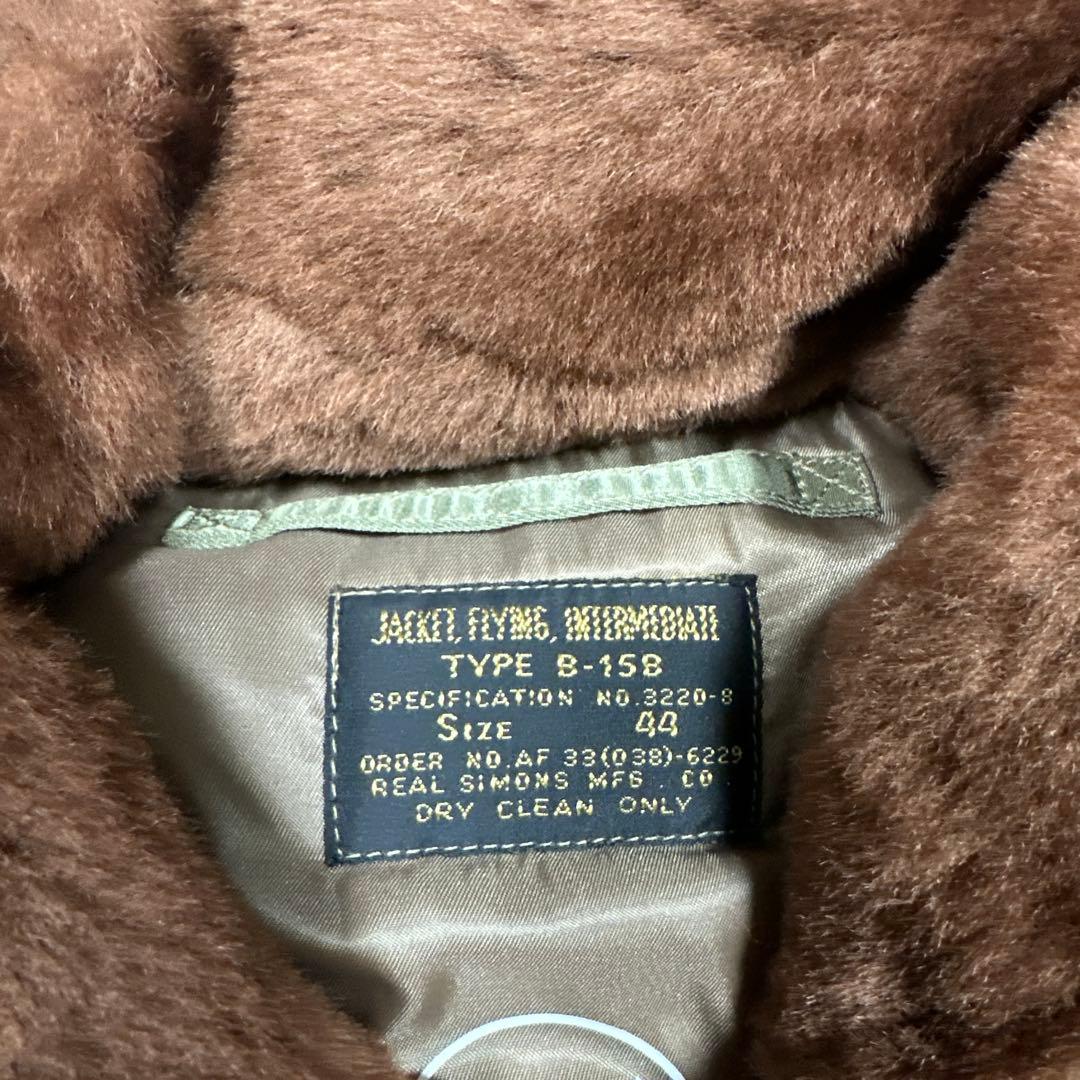 JACKET, FLYING, INTERMEDIATE
TYPE B-15B
SPECIFICATION NO.3220-8
SIZE 44
ORDER NO.AF 33(038)-6229
REAL SIMONS MFG. CO
DRY CLEAN ONLY